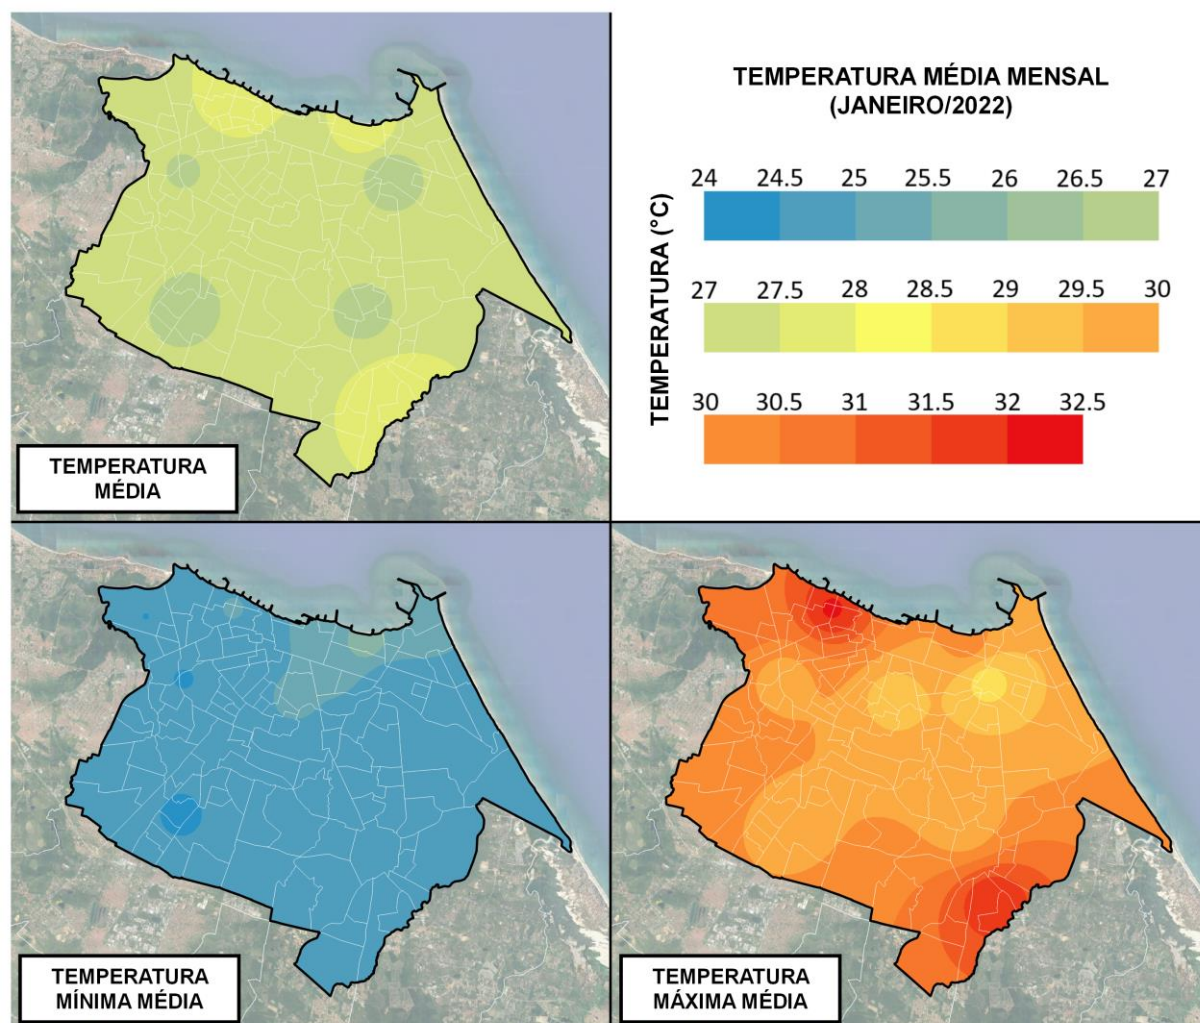 TEMPERATURA MÉDIA MENSAL
(JANEIRO/2022)
TEMPERATURA (°C)
24 24.5 25 25.5 26 26.5 27
27 27.5 28 28.5 29 29.5 30
30 30.5 31 31.5 32 32.5
TEMPERATURA
MÉDIA
TEMPERATURA
MÍNIMA MÉDIA
TEMPERATURA
MÁXIMA MÉDIA